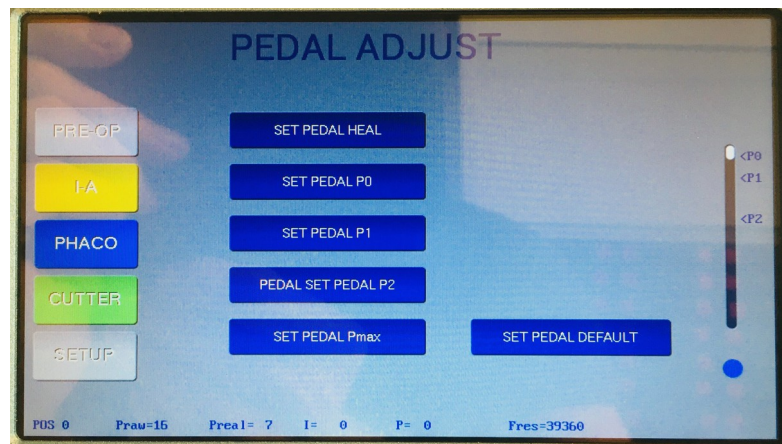 PEDAL ADJUST
PRE-OP
I-A
PHACO
CUTTER
SETUP
SET PEDAL HEAL
SET PEDAL P0
SET PEDAL P1
PEDAL SET PEDAL P2
SET PEDAL Pmax
SET PEDAL DEFAULT
<P0
<P1
<P2
POS 0 Praw=16 Preal= 7 I= 0 P= 0 Fres=39360